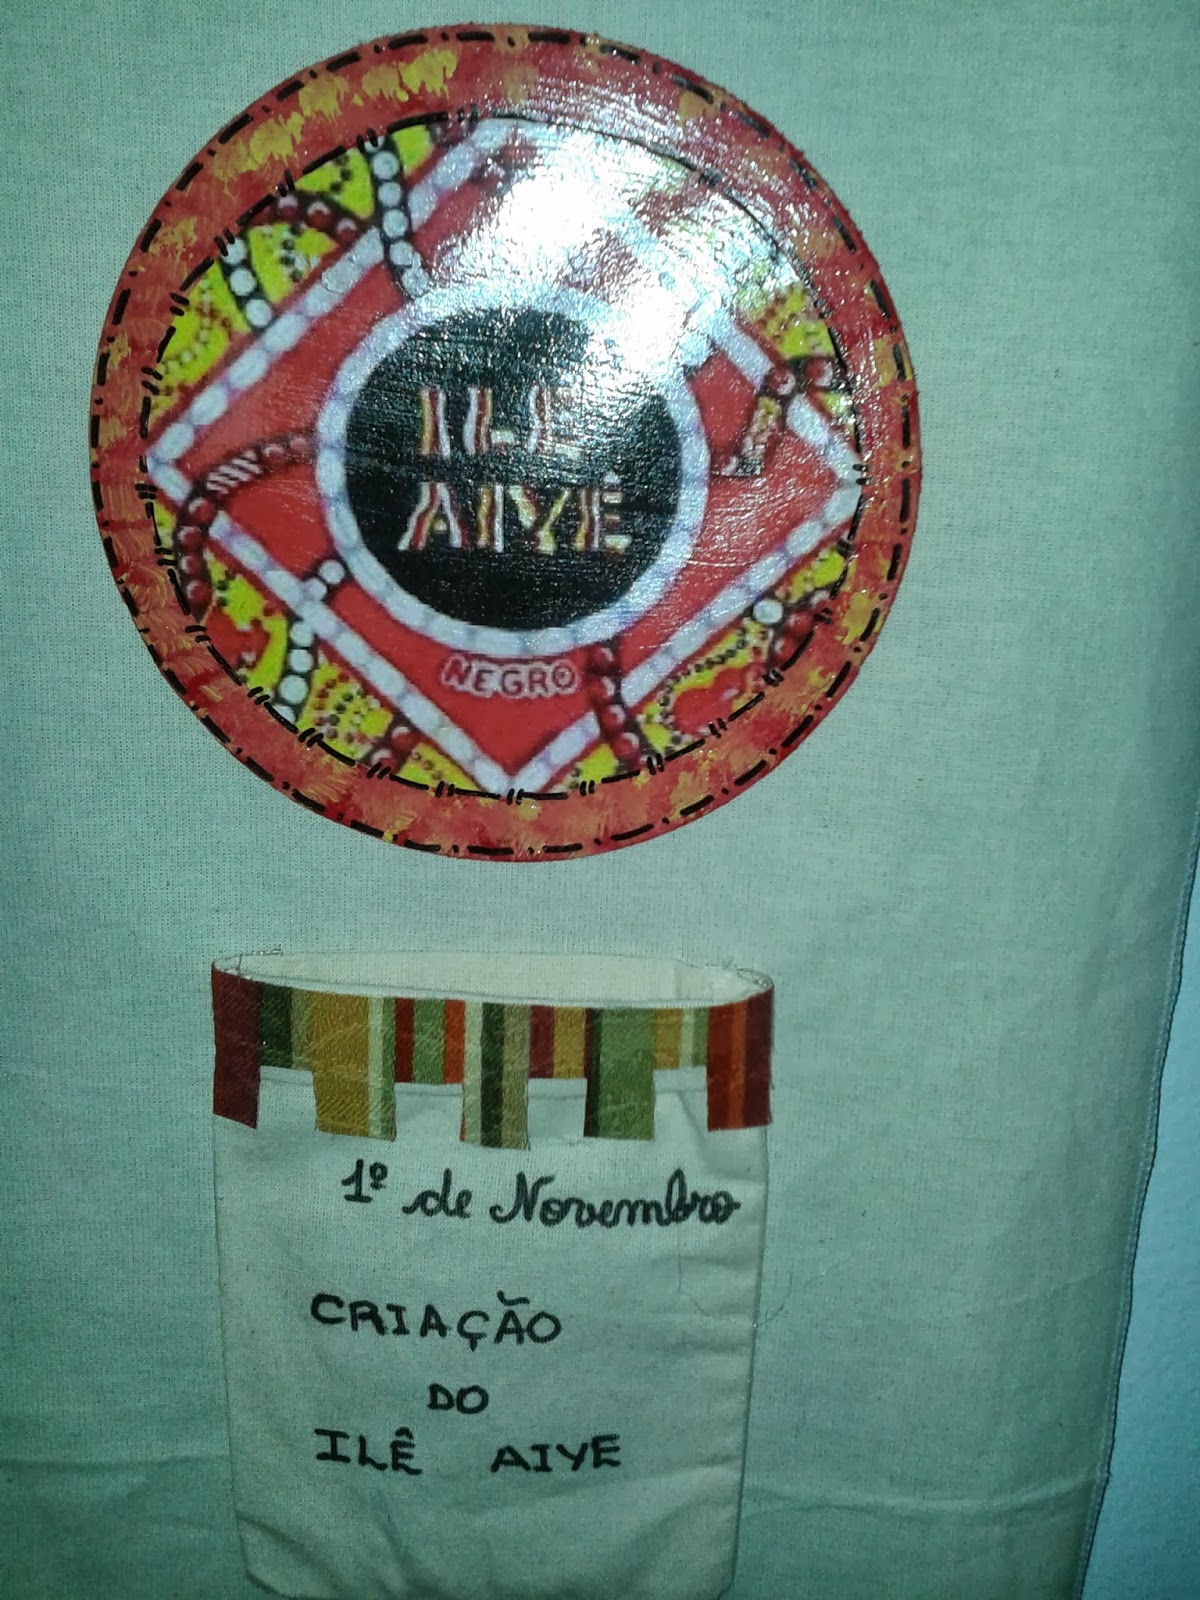 ILÊ
AIYÊ
NEGRO
1º de Novembro
CRIAÇÃO
DO
ILÊ AIYE